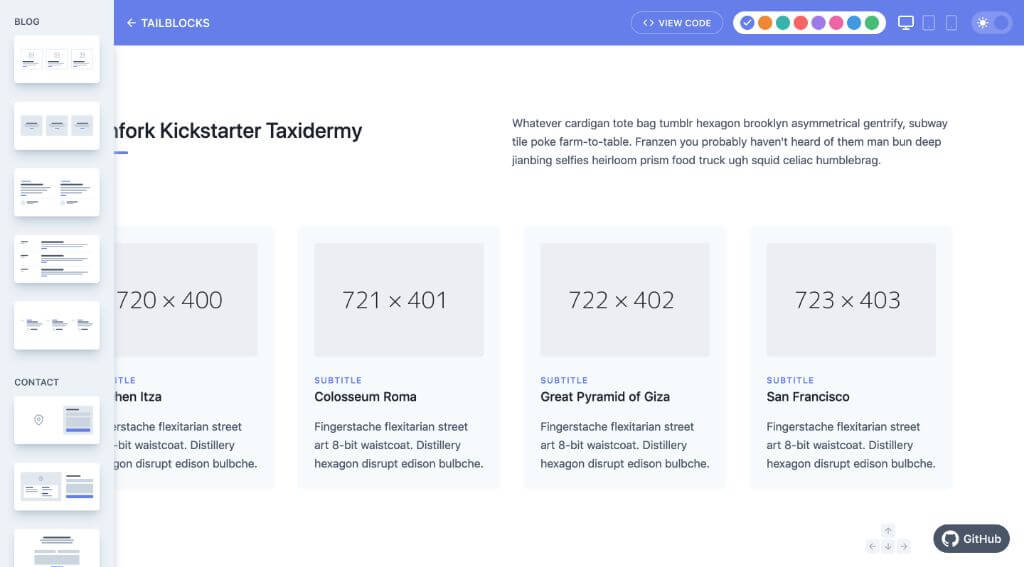 BLOG
CONTACT
TAILBLOCKS
VIEW CODE
nfork Kickstarter Taxidermy
Whatever cardigan tote bag tumblr hexagon brooklyn asymmetrical gentrify, subway
tile poke farm-to-table. Franzen you probably haven't heard of them man bun deep
jianbing selfies heirloom prism food truck ugh squid celiac humblebrag.
720 × 400
TITLE
hen Itza
erstache flexitarian street
-bit waistcoat. Distillery
agon disrupt edison bulbche.
721 × 401
SUBTITLE
Colosseum Roma
Fingerstache flexitarian street
art 8-bit waistcoat. Distillery
hexagon disrupt edison bulbche.
722 × 402
SUBTITLE
Great Pyramid of Giza
Fingerstache flexitarian street
art 8-bit waistcoat. Distillery
hexagon disrupt edison bulbche.
723 × 403
SUBTITLE
San Francisco
Fingerstache flexitarian street
art 8-bit waistcoat. Distillery
hexagon disrupt edison bulbche.
GitHub